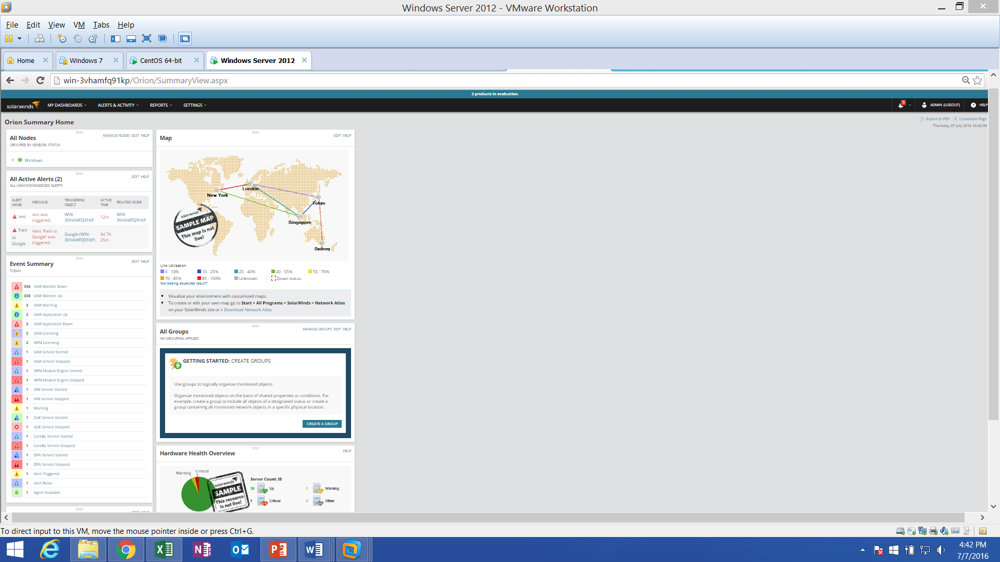 Windows Server 2012 - VMware Workstation
File Edit View VM Tabs Help
Home
Windows 7
CentOS 64-bit
Windows Server 2012
win-3vhamfq91kp/Orion/SummaryView.aspx
2 products in evaluation.
solarwinds MY DASHBOARDS ALERTS & ACTIVITY REPORTS SETTINGS 5 ADMIN (LOGOUT) HELP
Orion Summary Home
Export to PDF Customize Page
Thursday, 07 July 2016 16:42:00
All Nodes MANAGE NODES EDIT HELP
GROUPED BY VENDOR, STATUS
Windows
All Active Alerts (2) EDIT HELP
ALL UNACKNOWLEDGED ALERTS
ALERT NAME MESSAGE TRIGGERING OBJECT ACTIVE TIME RELATED NODE
test test was triggered. WIN-3VHAMFQ91KP 12m WIN-3VHAMFQ91KP
Path to Google Alert 'Path to Google' was triggered. Google (WIN-3VHAMFQ91KP) 9d 7h 25m
Event Summary EDIT HELP
TODAY
336 SAM Monitor Down
330 SAM Monitor Up
3 SAM Warning
2 SAM Application Up
2 SAM Application Down
2 SAM Licensing
2 NPM Licensing
1 SAM Service Started
1 SAM Service Stopped
1 NPM Module Engine Started
1 NPM Module Engine Stopped
1 VIM Service Started
1 VIM Service Stopped
1 Warning
1 QoE Service Started
1 QoE Service Stopped
1 CoreBL Service Started
1 CoreBL Service Stopped
1 DPA Service Started
1 DPA Service Stopped
1 Alert Triggered
1 Alert Reset
1 Agent Available
Map EDIT HELP
London
New York
Tokyo
Singapore
Sydney
solarwinds
SAMPLE MAP
This map is not
live!
Link Utilization:
0 - 10% 10 - 25% 25 - 40% 40 - 55% 55 - 70%
70 - 85% 85 - 100% Unknown Down status
Not seeing expected result?
Visualize your environment with customized maps.
To create or edit your own map go to Start > All Programs > SolarWinds > Network Atlas
on your SolarWinds site or » Download Network Atlas
All Groups MANAGE GROUPS EDIT HELP
NO GROUPING APPLIED
GETTING STARTED: CREATE GROUPS
Use groups to logically organize monitored objects.
Organize monitored objects on the basis of shared properties or conditions. For
example, create a group to include all objects of a designated status or create a
group containing all monitored network objects in a specific physical location.
CREATE A GROUP
Hardware Health Overview HELP
Warning Critical
solarwinds
SAMPLE
This resource
is not live!
Server Count: 28
26 Up 1 Warning
1 Critical 0 Other
To direct input to this VM, move the mouse pointer inside or press Ctrl+G.
4:42 PM
7/7/2016